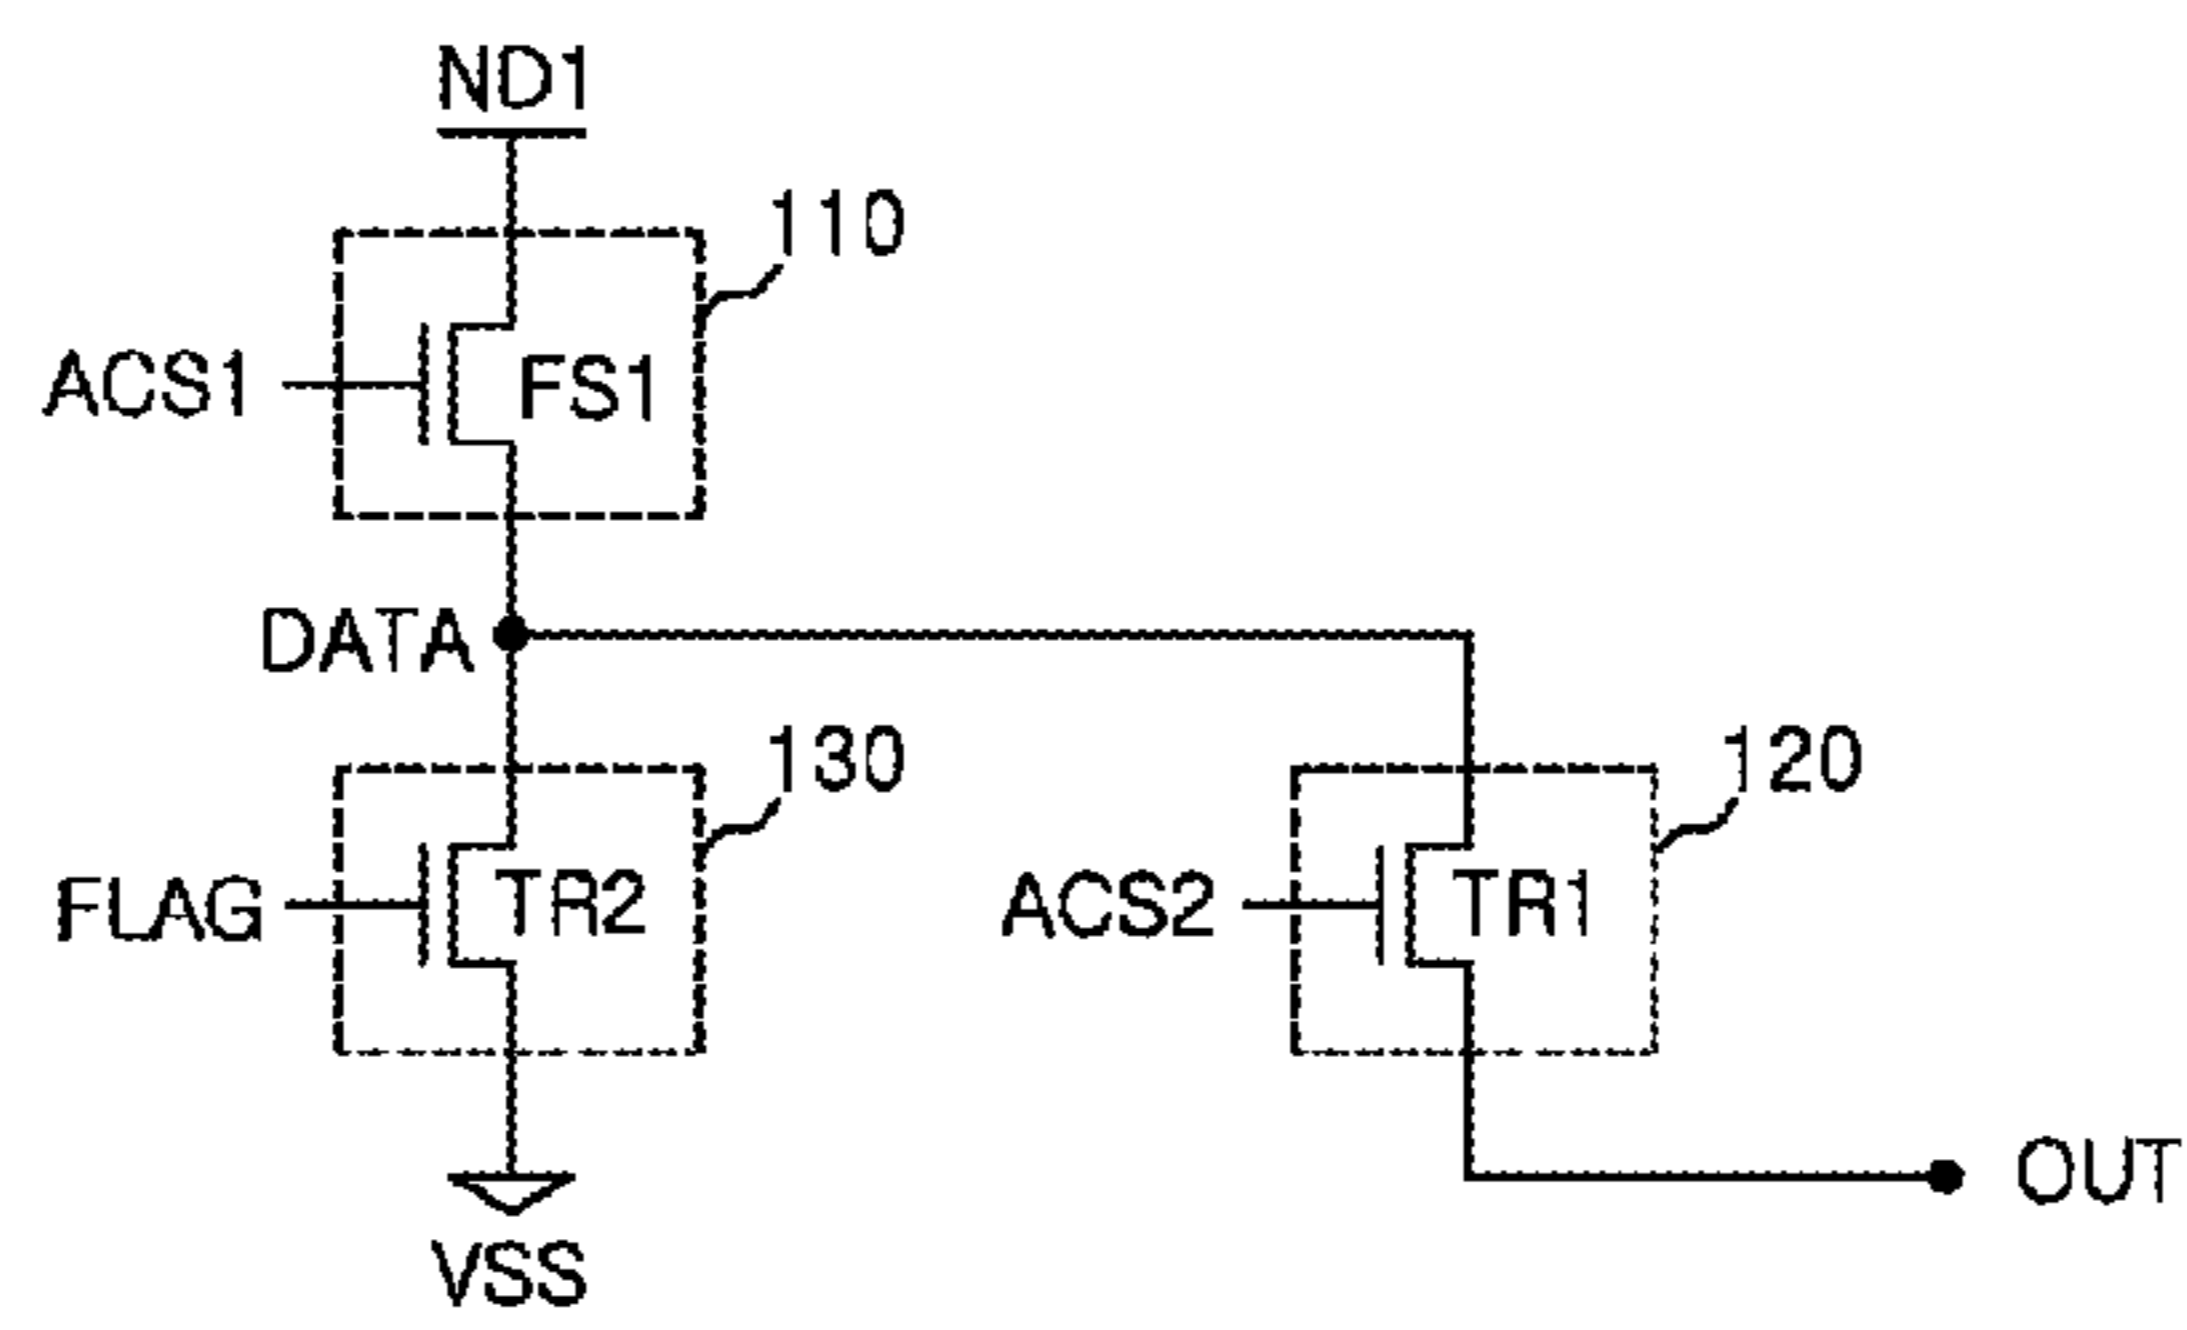 ND1
110
ACS1
FS1
DATA
130
120
FLAG
TR2
ACS2
TR1
OUT
VSS